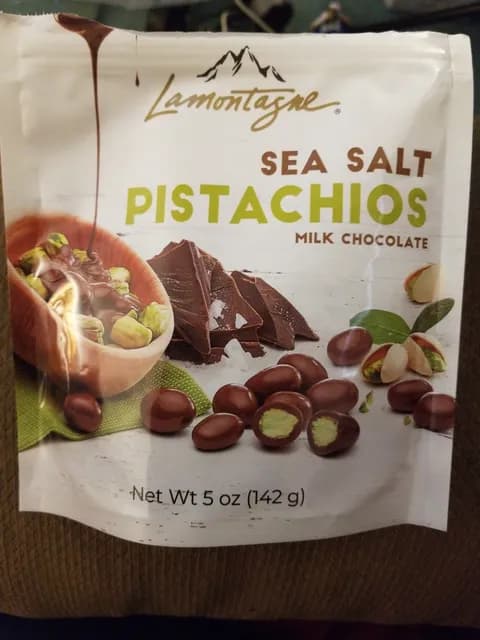 Lamontagne®
SEA SALT
PISTACHIOS
MILK CHOCOLATE
Net Wt 5 oz (142 g)